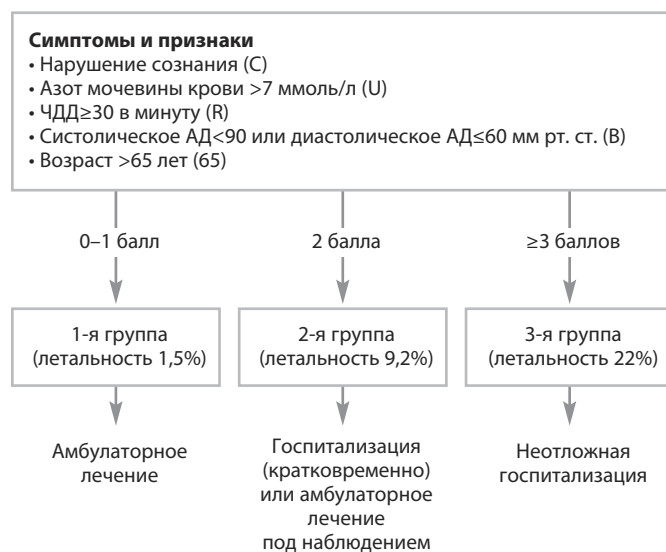 Симптомы и признаки
• Нарушение сознания (С)
• Азот мочевины крови >7 ммоль/л (U)
• ЧДД≥30 в минуту (R)
• Систолическое АД<90 или диастолическое АД≤60 мм рт. ст. (B)
• Возраст >65 лет (65)
0–1 балл
2 балла
≥3 баллов
1-я группа
(летальность 1,5%)
2-я группа
(летальность 9,2%)
3-я группа
(летальность 22%)
Амбулаторное
лечение
Госпитализация
(кратковременно)
или амбулаторное
лечение
под наблюдением
Неотложная
госпитализация